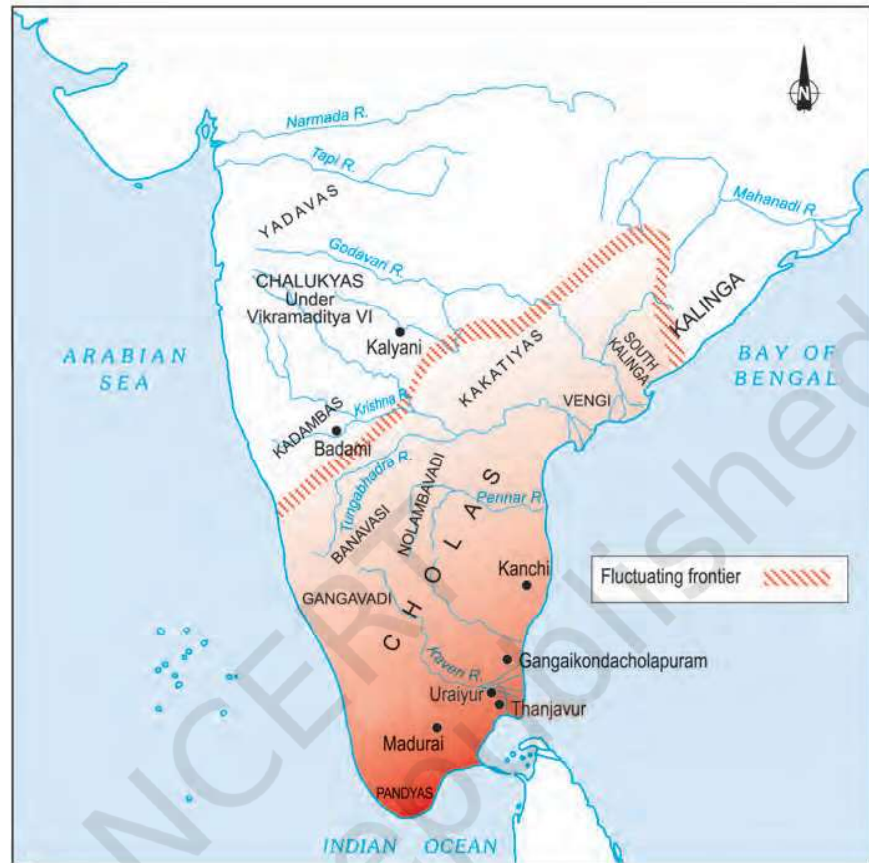 N
Narmada R.
Tapi R.
Mahanadi R.
YADAVAS
Godavari R.
CHALUKYAS
Under
Vikramaditya VI
KALINGA
Kalyani
ARABIAN
SEA
BAY OF
BENGAL
KAKATIYAS
SOUTH
KALINGA
VENGI
KADAMBAS
Krishna R.
Badami
Tungabhadra R.
BANAVASI
NOLAMBAVADI
Pennar R.
CHOLAS
Kanchi
Fluctuating frontier
GANGAVADI
Kaveri R.
Gangaikondacholapuram
Uraiyur
Thanjavur
Madurai
PANDYAS
INDIAN OCEAN
NCERT
republished